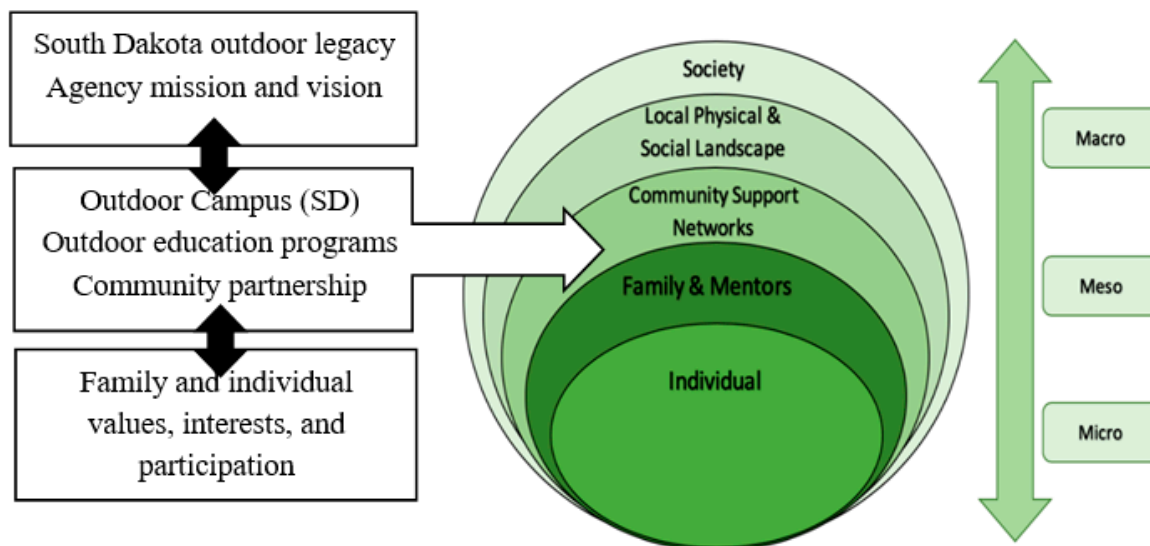 South Dakota outdoor legacy
Agency mission and vision
Outdoor Campus (SD)
Outdoor education programs
Community partnership
Family and individual
values, interests, and
participation
Society
Local Physical &
Social Landscape
Community Support
Networks
Family & Mentors
Individual
Macro
Meso
Micro